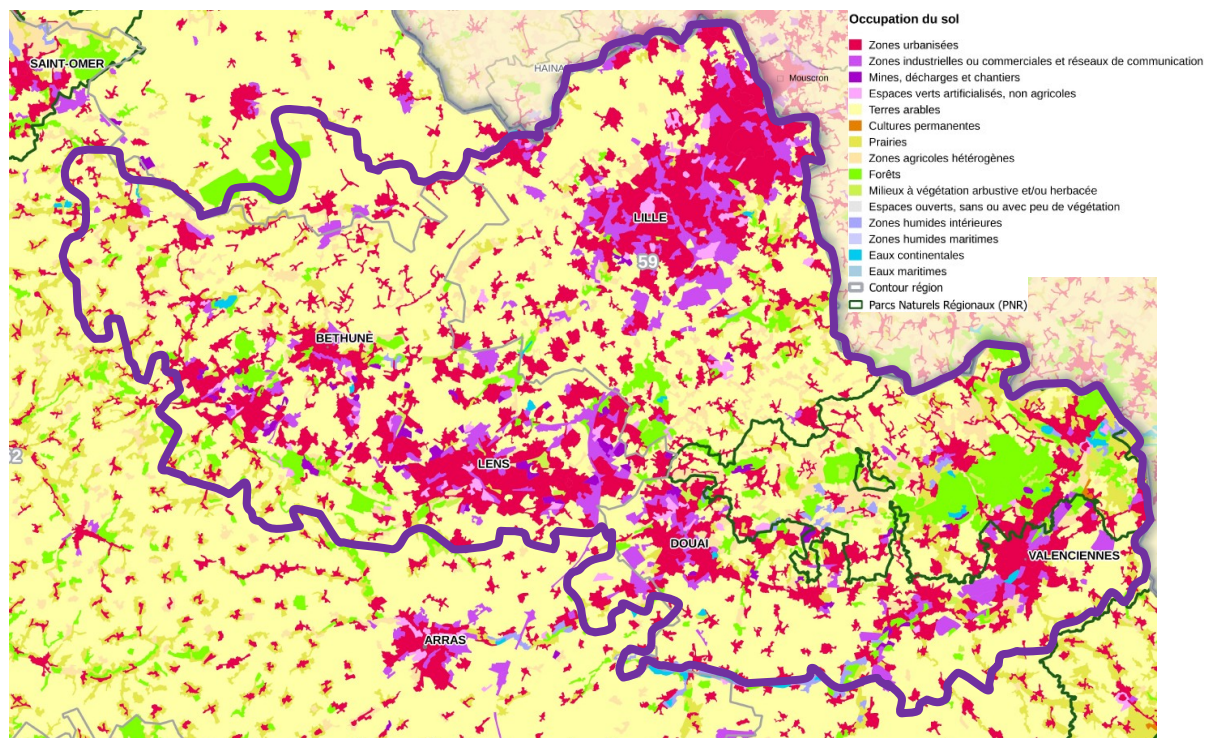 Occupation du sol
Zones urbanisées
Zones industrielles ou commerciales et réseaux de communication
Mines, décharges et chantiers
Espaces verts artificialisés, non agricoles
Terres arables
Cultures permanentes
Prairies
Zones agricoles hétérogènes
Forêts
Milieux à végétation arbustive et/ou herbacée
Espaces ouverts, sans ou avec peu de végétation
Zones humides intérieures
Zones humides maritimes
Eaux continentales
Eaux maritimes
Contour région
Parcs Naturels Régionaux (PNR)
SAINT-OMER
HAINA
Mouscron
LILLE
59
BETHUNÈ
LENS
DOUAI
VALENCIENNES
ARRAS